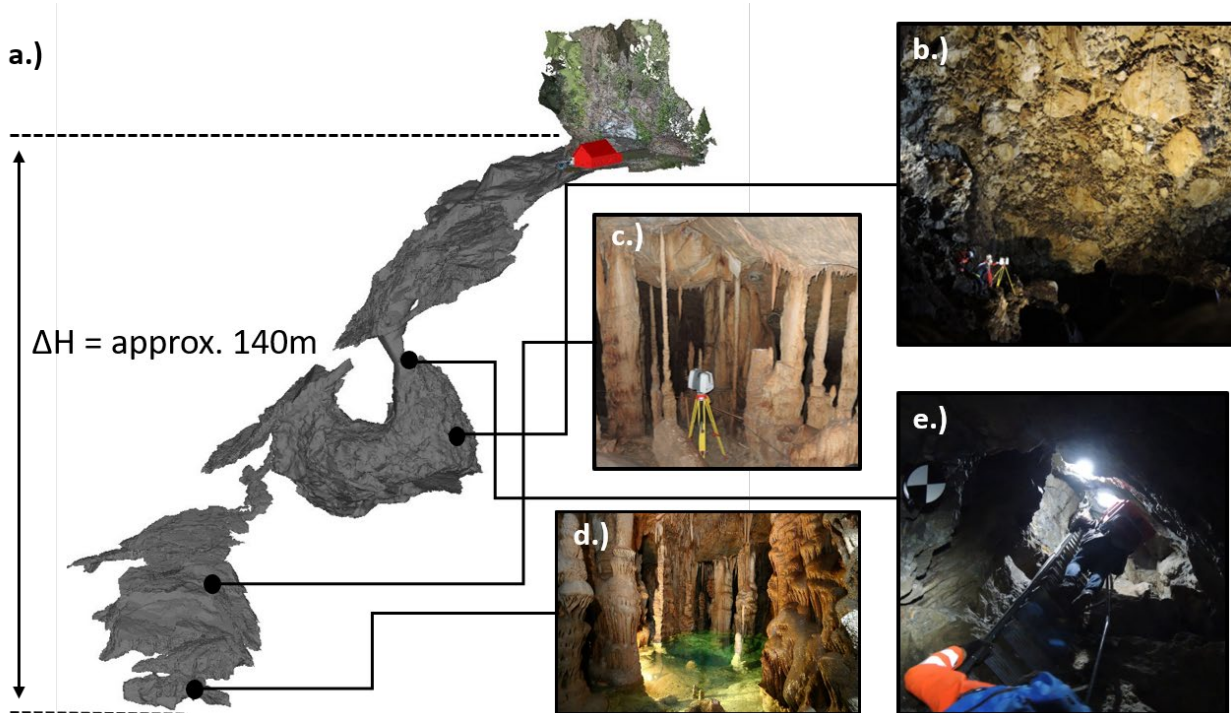 a.)
b.)
c.)
ΔH = approx. 140m
e.)
d.)